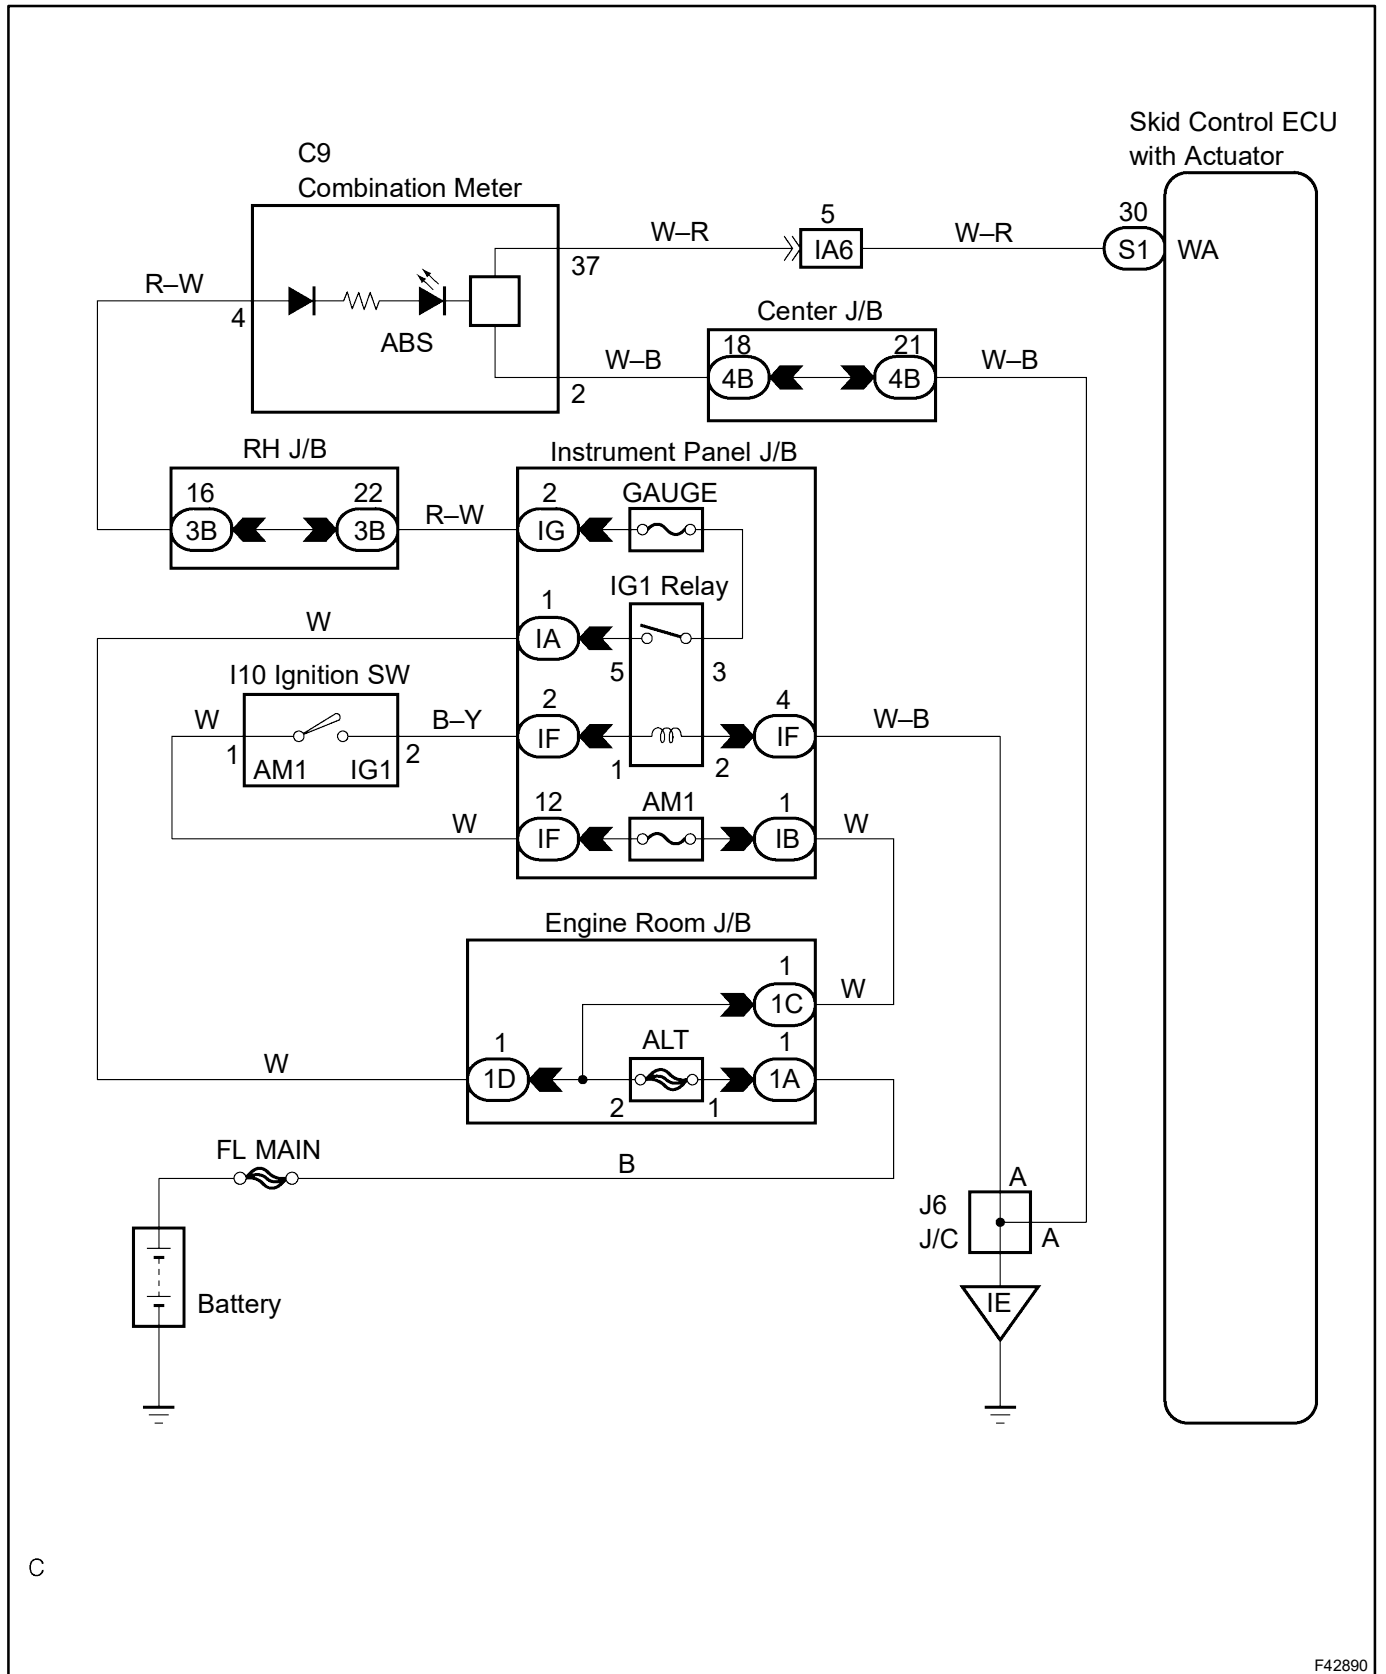 Skid Control ECU
with Actuator
C9
Combination Meter
W–R
5
IA6
W–R
30
S1
WA
37
R–W
4
ABS
Center J/B
W–B
18
4B
21
4B
W–B
2
RH J/B
16
3B
22
3B
R–W
Instrument Panel J/B
2
IG
GAUGE
IG1 Relay
W
1
IA
5
3
I10 Ignition SW
W
1
AM1
IG1
2
B–Y
2
IF
1
2
4
IF
W–B
W
12
IF
AM1
1
IB
W
Engine Room J/B
1
1C
W
W
1
1D
ALT
2
1
1
1A
FL MAIN
B
Battery
J6
J/C
A
A
IE
C
F42890